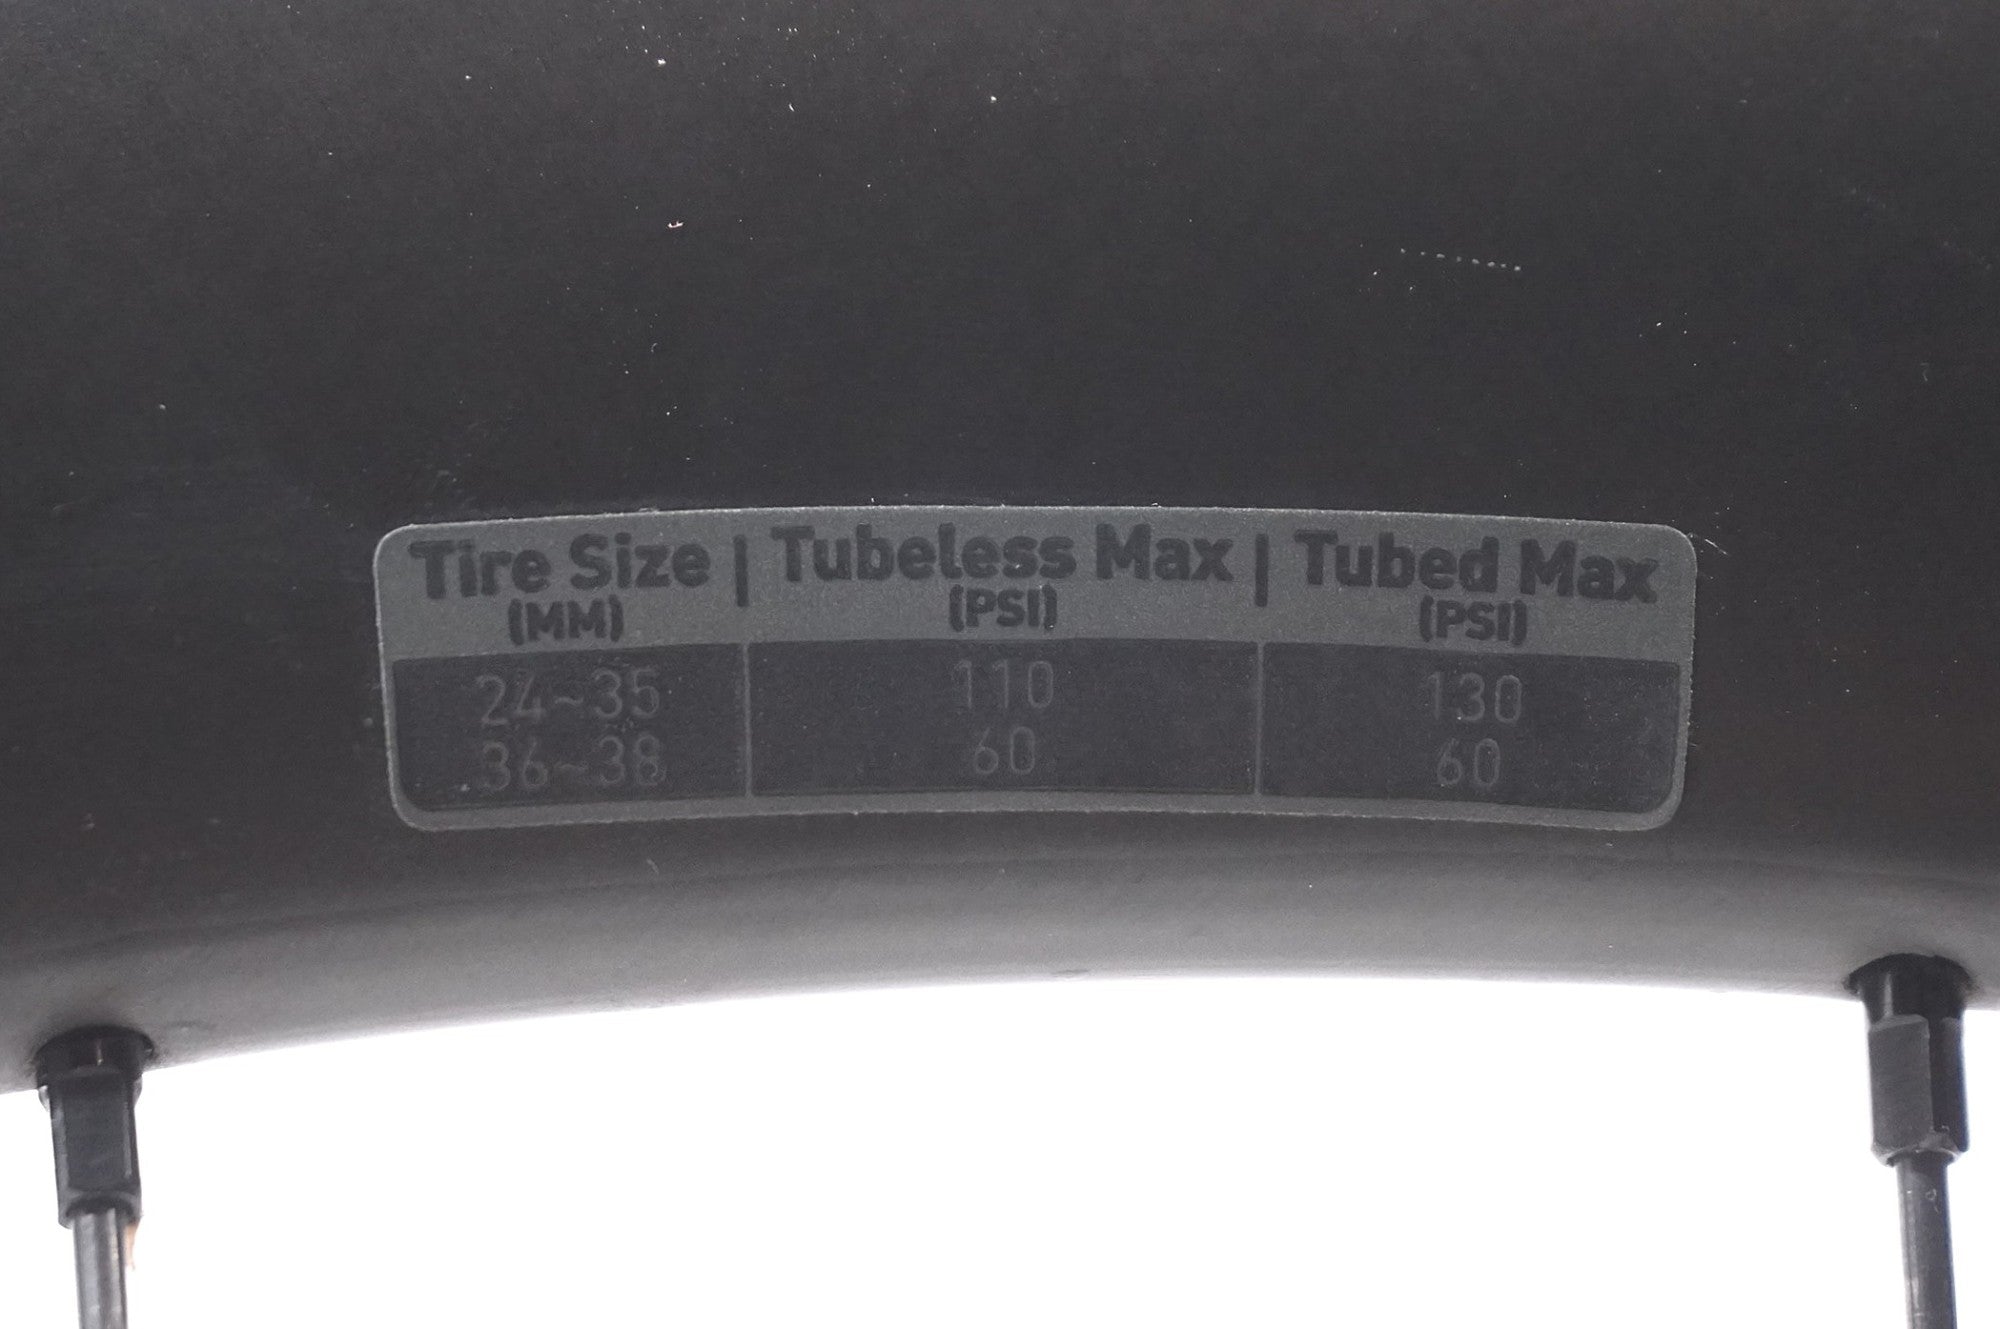 Tire Size | Tubeless Max | Tubed Max
(MM) (PSI) (PSI)
24~35 110 130
36~38 60 60